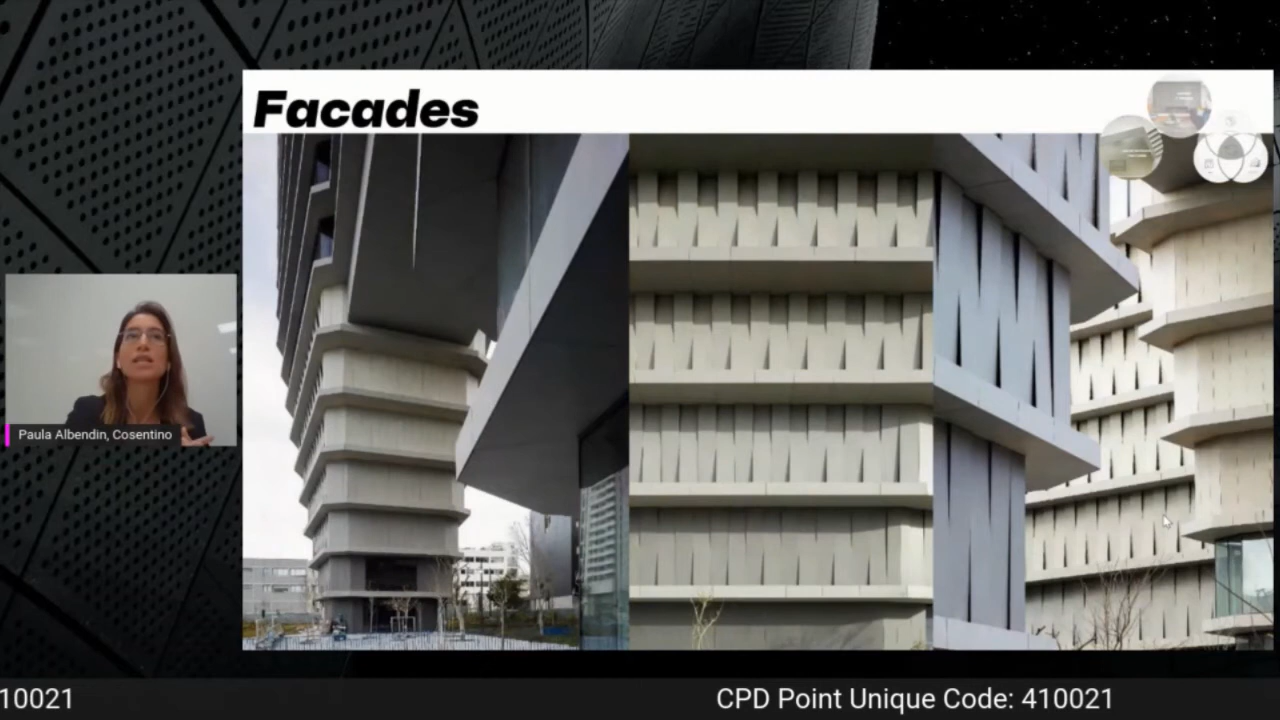 Facades
Paula Albendin, Cosentino
10021
CPD Point Unique Code: 410021